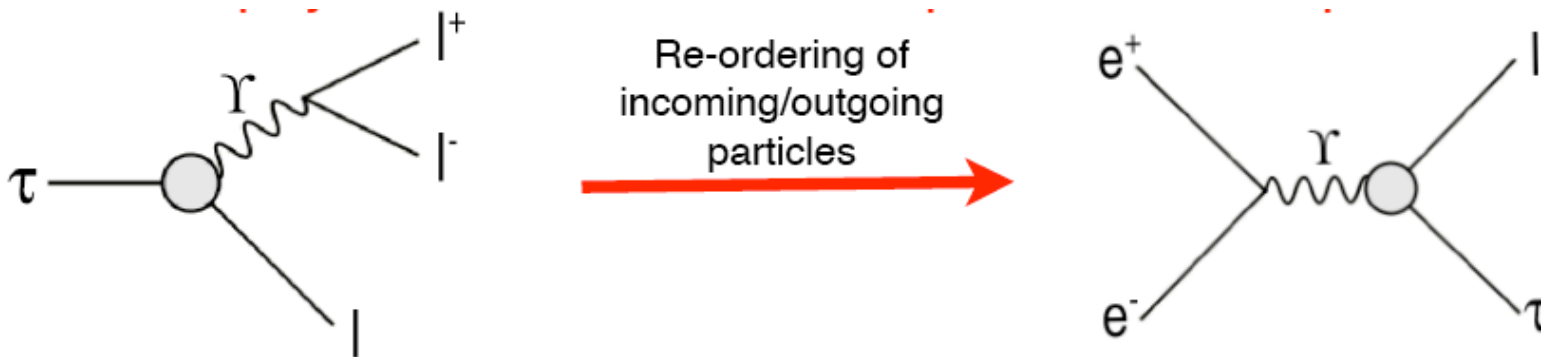 l⁺
ϒ
l⁻
τ
l
Re-ordering of
incoming/outgoing
particles
e⁺
l
ϒ
e⁻
τ